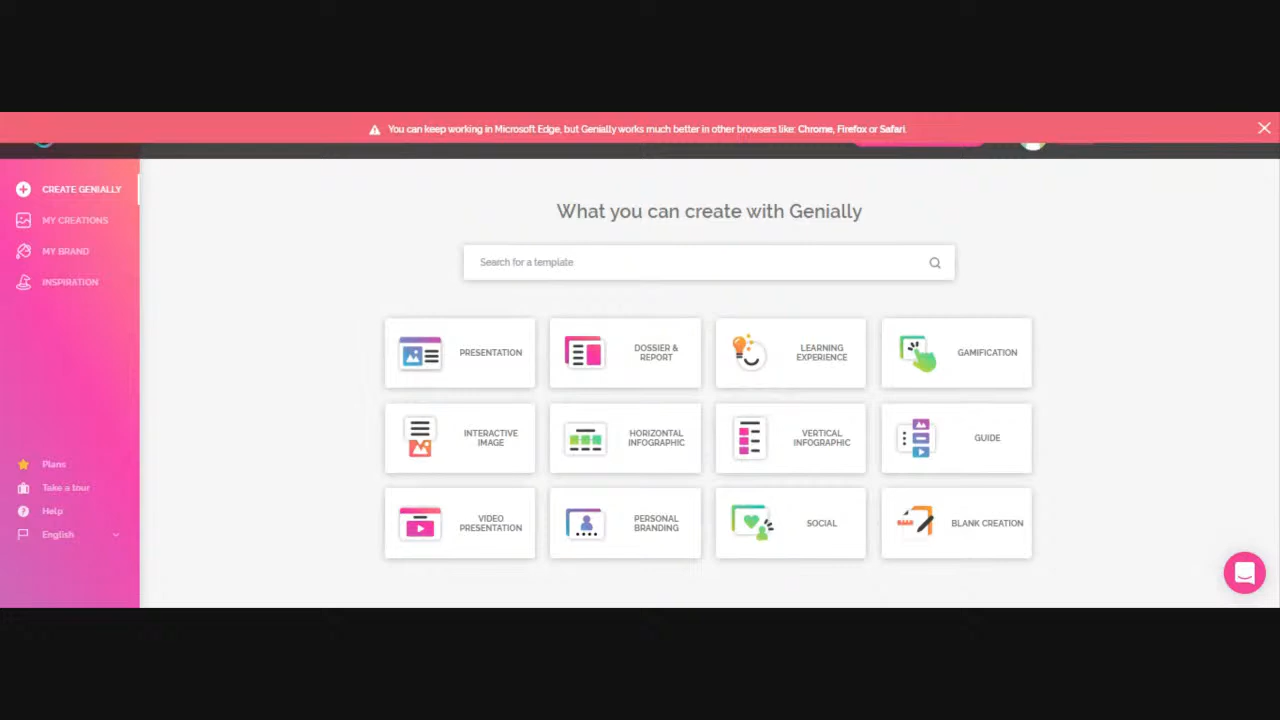 You can keep working in Microsoft Edge, but Genially works much better in other browsers like: Chrome, Firefox or Safari.
CREATE GENIALLY
MY CREATIONS
MY BRAND
INSPIRATION
Plans
Take a tour
Help
English
What you can create with Genially
Search for a template
PRESENTATION
DOSSIER &
REPORT
LEARNING
EXPERIENCE
GAMIFICATION
INTERACTIVE
IMAGE
HORIZONTAL
INFOGRAPHIC
VERTICAL
INFOGRAPHIC
GUIDE
VIDEO
PRESENTATION
PERSONAL
BRANDING
SOCIAL
BLANK CREATION